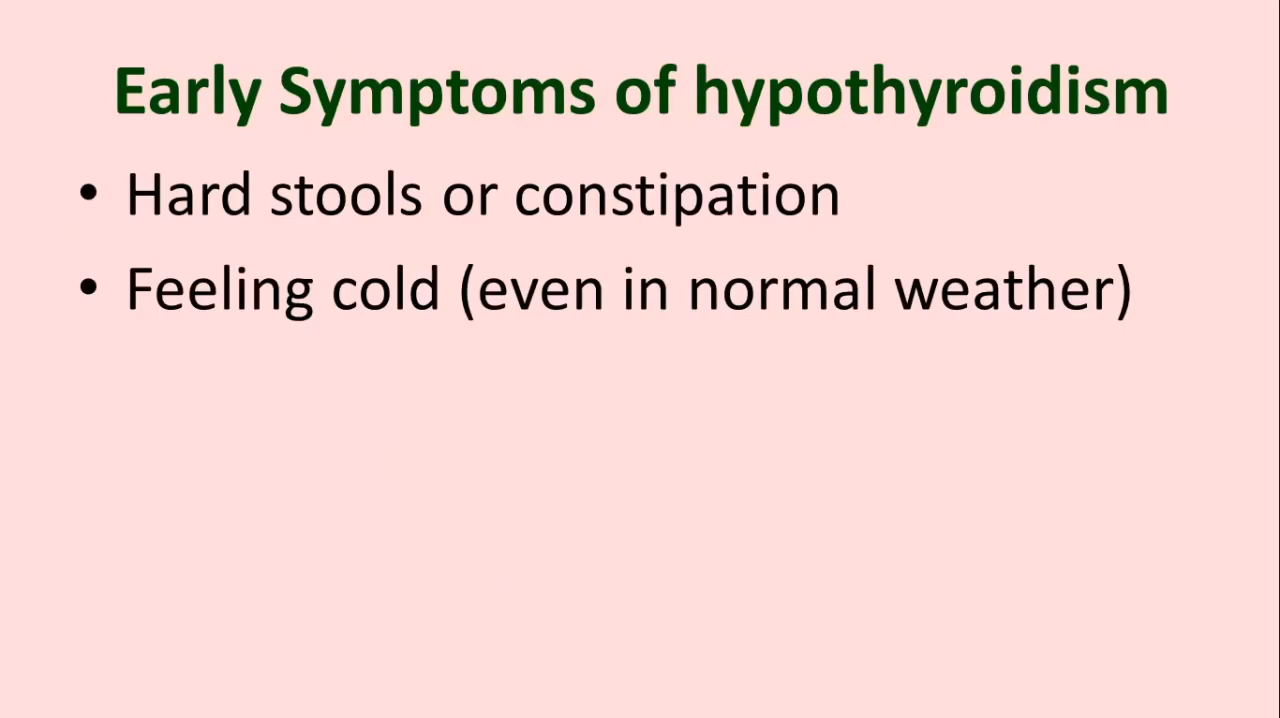 Early Symptoms of hypothyroidism
• Hard stools or constipation
• Feeling cold (even in normal weather)